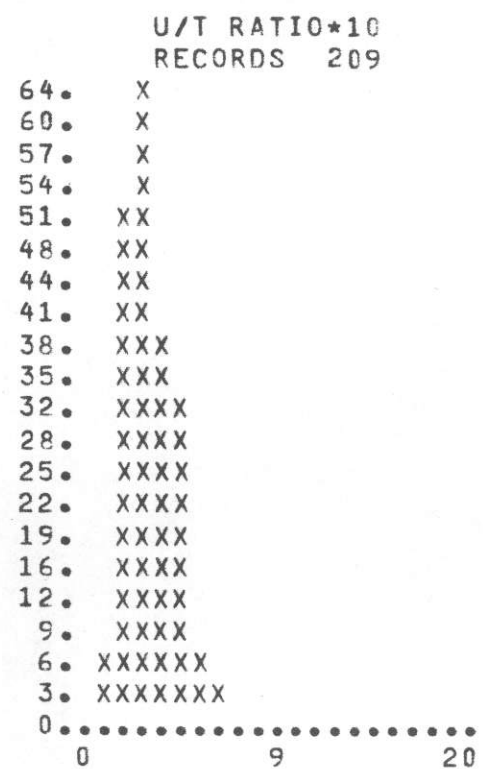 U/T RATIO*10
RECORDS 209
64. X
60. X
57. X
54. X
51. XX
48. XX
44. XX
41. XX
38. XXX
35. XXX
32. XXXX
28. XXXX
25. XXXX
22. XXXX
19. XXXX
16. XXXX
12. XXXX
9. XXXX
6. XXXXXX
3. XXXXXXX
0.....................
0 9 20